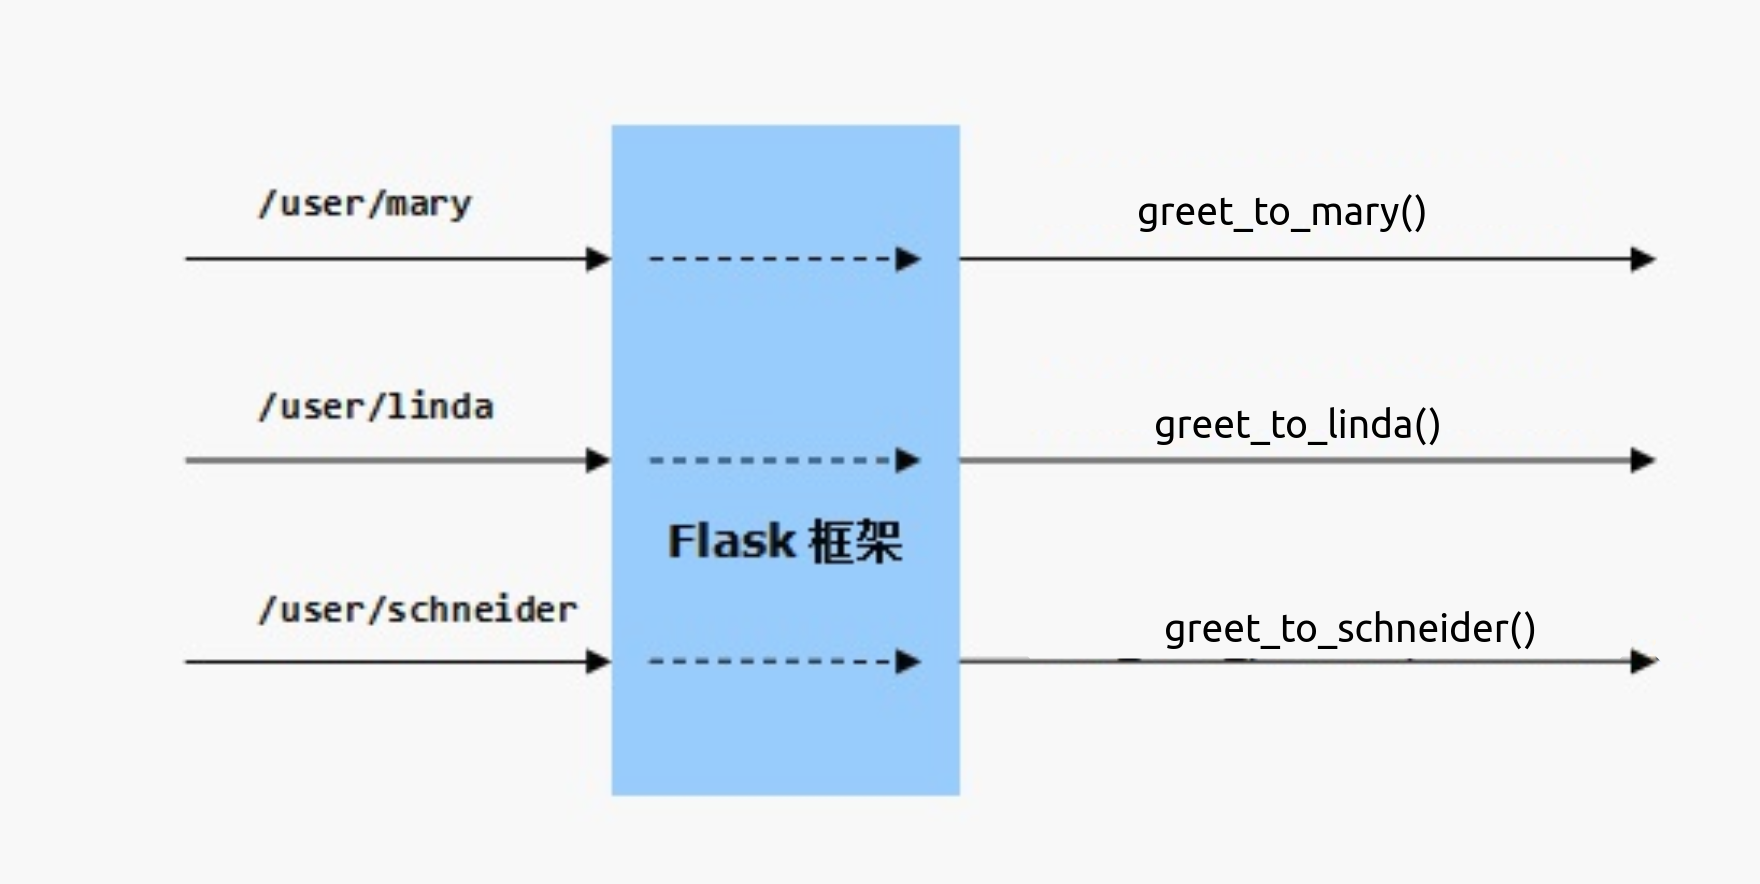 /user/mary
greet_to_mary()
/user/linda
greet_to_linda()
Flask 框架
/user/schneider
greet_to_schneider()